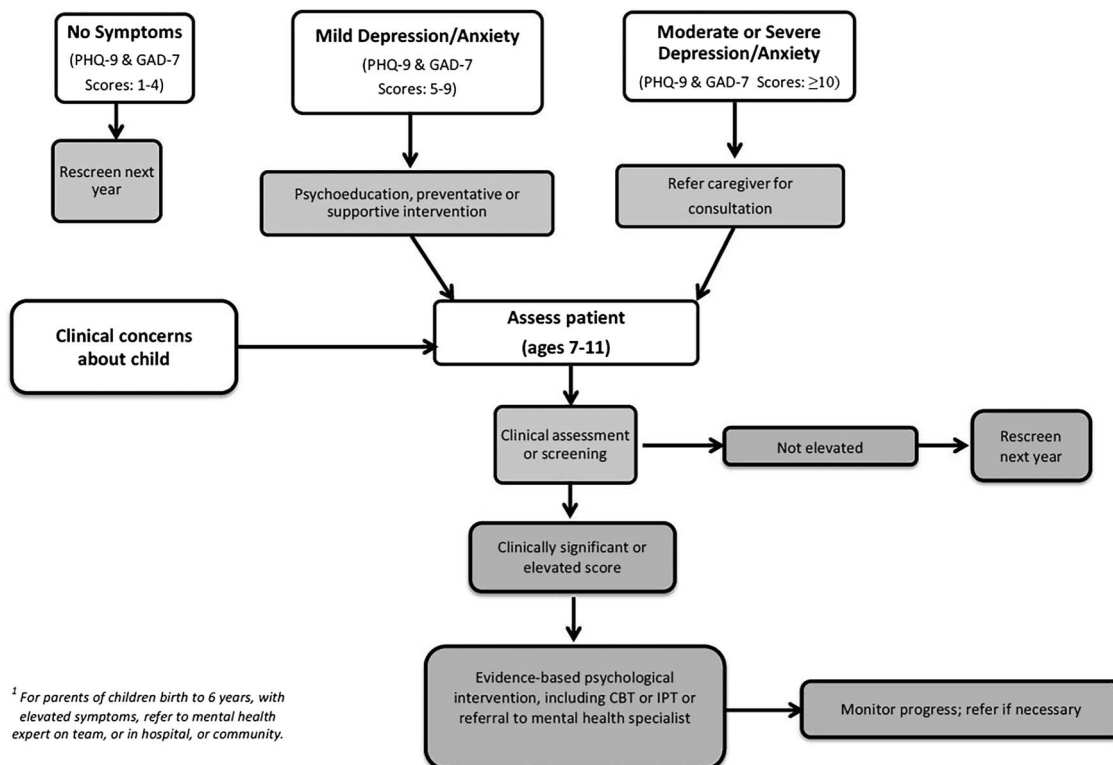 No Symptoms
(PHQ-9 & GAD-7
Scores: 1-4)
Mild Depression/Anxiety
(PHQ-9 & GAD-7
Scores: 5-9)
Moderate or Severe
Depression/Anxiety
(PHQ-9 & GAD-7 Scores: ≥10)
Rescreen next
year
Psychoeducation, preventative or
supportive intervention
Refer caregiver for
consultation
Clinical concerns
about child
Assess patient
(ages 7-11)
Clinical assessment
or screening
Not elevated
Rescreen
next year
Clinically significant or
elevated score
Evidence-based psychological
intervention, including CBT or IPT or
referral to mental health specialist
Monitor progress; refer if necessary
1 For parents of children birth to 6 years, with
elevated symptoms, refer to mental health
expert on team, or in hospital, or community.